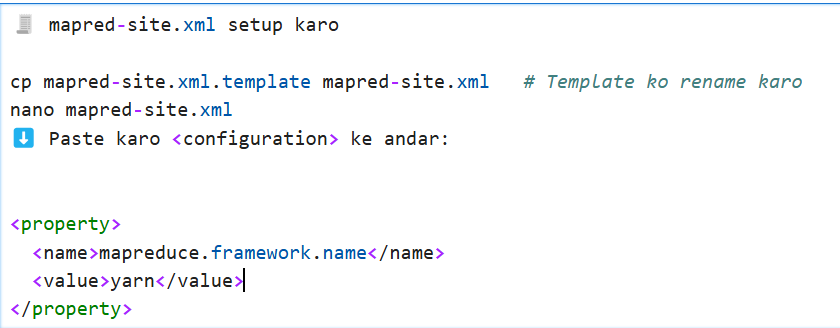 🧾 mapred-site.xml setup karo
cp mapred-site.xml.template mapred-site.xml   # Template ko rename karo
nano mapred-site.xml
⬇️ Paste karo <configuration> ke andar:
<property>
  <name>mapreduce.framework.name</name>
  <value>yarn</value>
</property>